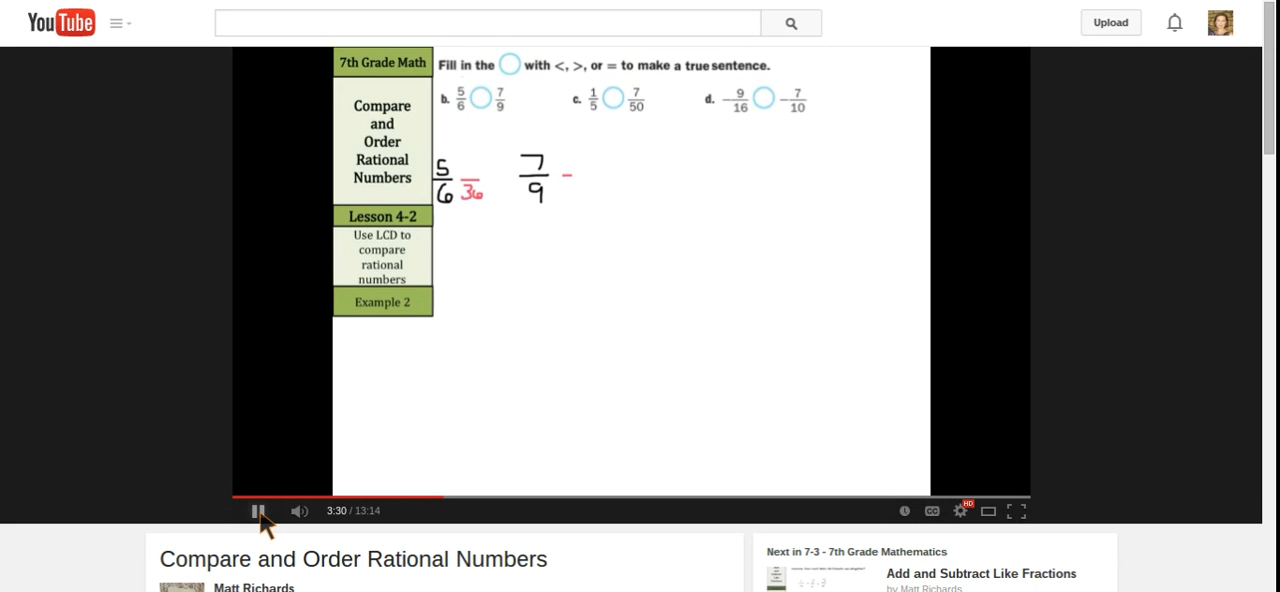 YouTube
Upload
7th Grade Math
Fill in the ○ with <, >, or = to make a true sentence.
b. 5/6 ○ 7/9 c. 1/5 ○ 7/50 d. -9/16 ○ -7/10
Compare
and
Order
Rational
Numbers
5/6 /36 7/9 -
Lesson 4-2
Use LCD to
compare
rational
numbers
Example 2
3:30 / 13:14
CC
HD
Compare and Order Rational Numbers
Matt Richards
Next in 7-3 - 7th Grade Mathematics
Add and Subtract Like Fractions
by Matt Richards